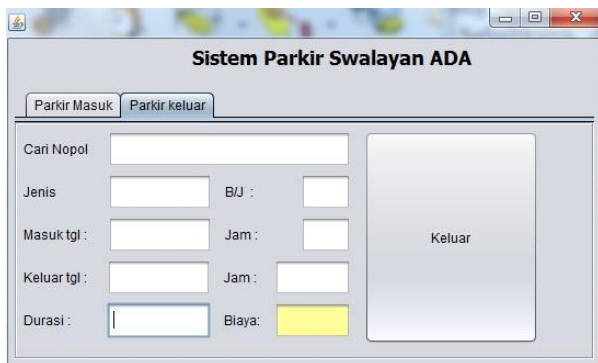 Sistem Parkir Swalayan ADA
Parkir Masuk Parkir keluar
Cari Nopol
Jenis B/J :
Masuk tgl : Jam :
Keluar tgl : Jam :
Durasi : Biaya:
Keluar